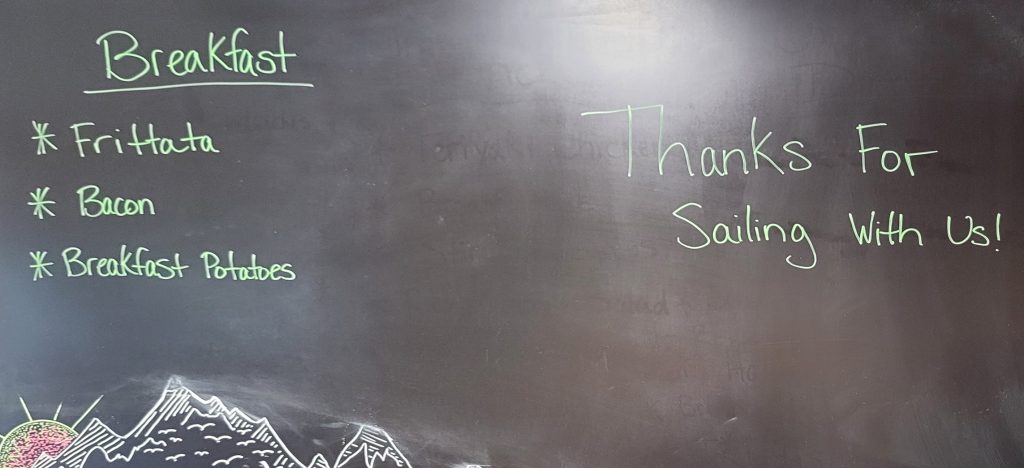 Breakfast
* Frittata
* Bacon
* Breakfast Potatoes
Thanks For
Sailing With Us!